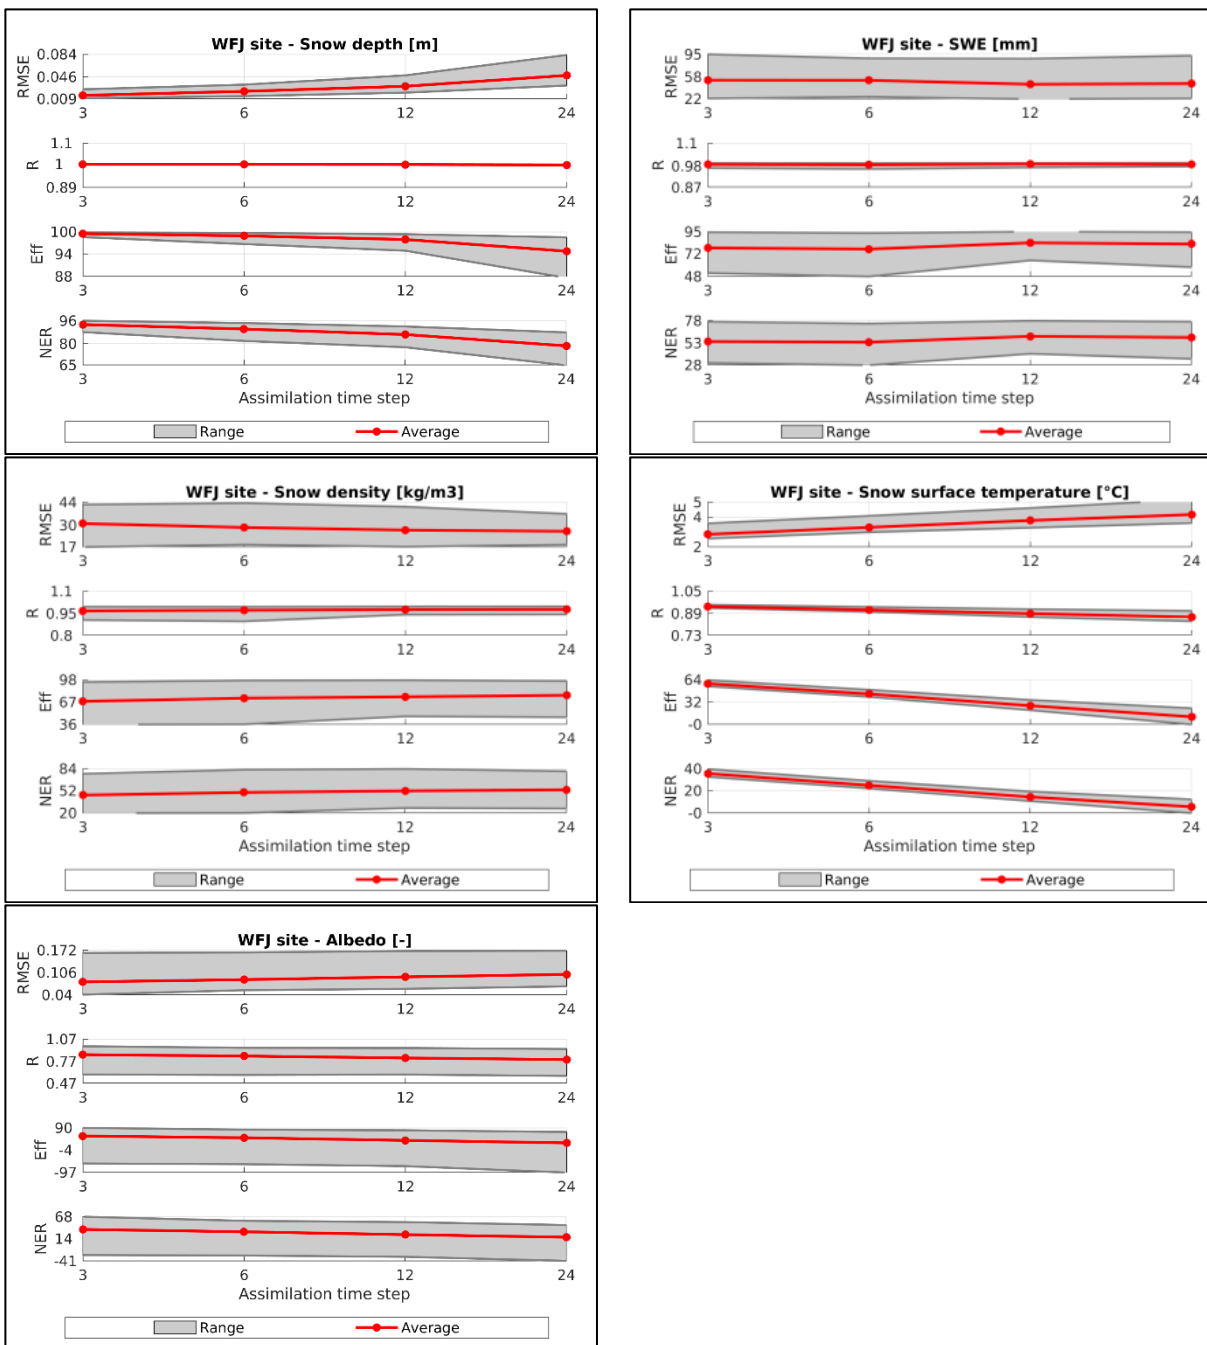 WFJ site - Snow depth [m]
RMSE
0.084
0.046
0.009
3 6 12 24
R
1.1
1
0.89
3 6 12 24
Eff
100
94
88
3 6 12 24
NER
96
80
65
3 6 12 24
Assimilation time step
Range Average
WFJ site - SWE [mm]
RMSE
95
58
22
3 6 12 24
R
1.1
0.98
0.87
3 6 12 24
Eff
95
72
48
3 6 12 24
NER
78
53
28
3 6 12 24
Assimilation time step
Range Average
WFJ site - Snow density [kg/m3]
RMSE
44
30
17
3 6 12 24
R
1.1
0.95
0.8
3 6 12 24
Eff
98
67
36
3 6 12 24
NER
84
52
20
3 6 12 24
Assimilation time step
Range Average
WFJ site - Snow surface temperature [°C]
RMSE
5
4
2
3 6 12 24
R
1.05
0.89
0.73
3 6 12 24
Eff
64
32
-0
3 6 12 24
NER
40
20
-0
3 6 12 24
Assimilation time step
Range Average
WFJ site - Albedo [-]
RMSE
0.172
0.106
0.04
3 6 12 24
R
1.07
0.77
0.47
3 6 12 24
Eff
90
-4
-97
3 6 12 24
NER
68
14
-41
3 6 12 24
Assimilation time step
Range Average